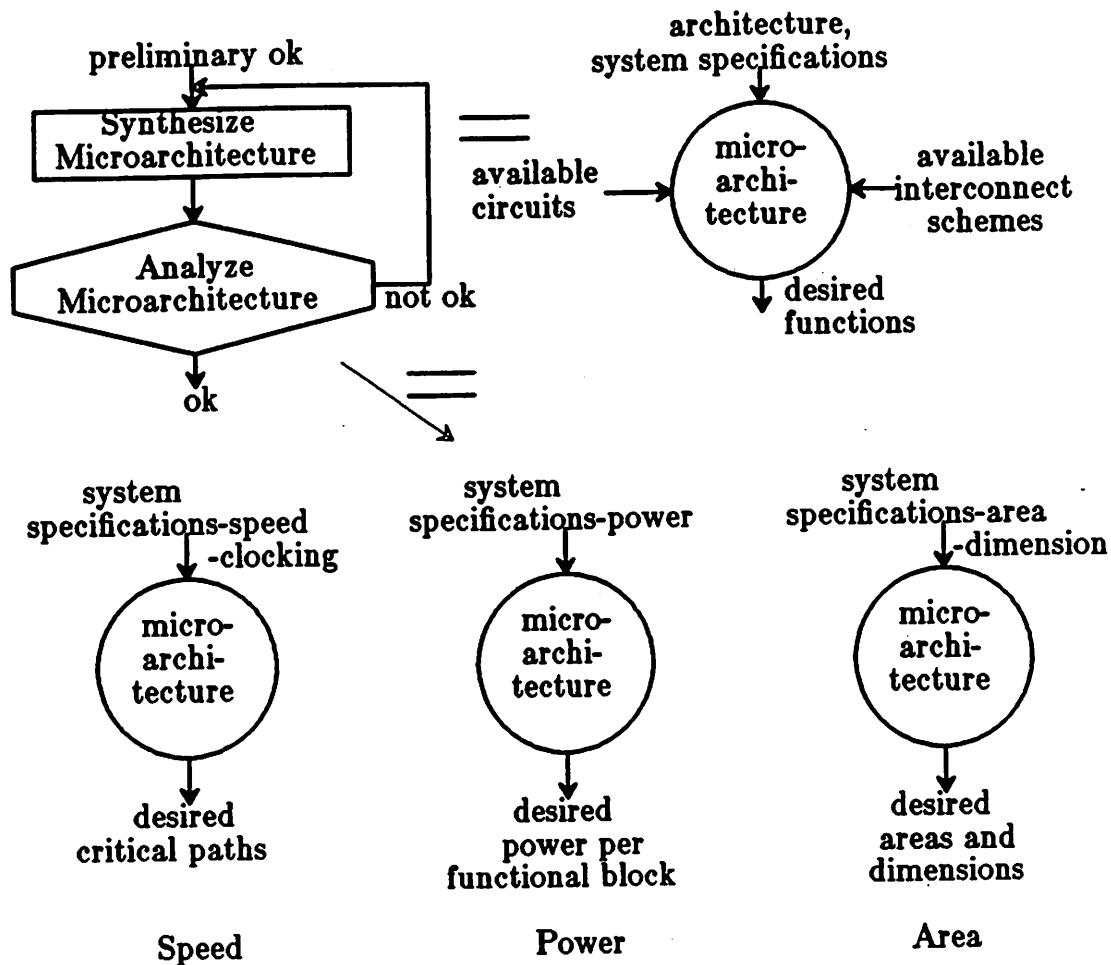 preliminary ok
Synthesize
Microarchitecture
Analyze
Microarchitecture
not ok
ok
architecture,
system specifications
available
circuits
micro-
archi-
tecture
available
interconnect
schemes
desired
functions
system
specifications-speed
-clocking
micro-
archi-
tecture
desired
critical paths
Speed
system
specifications-power
micro-
archi-
tecture
desired
power per
functional block
Power
system
specifications-area
-dimension
micro-
archi-
tecture
desired
areas and
dimensions
Area